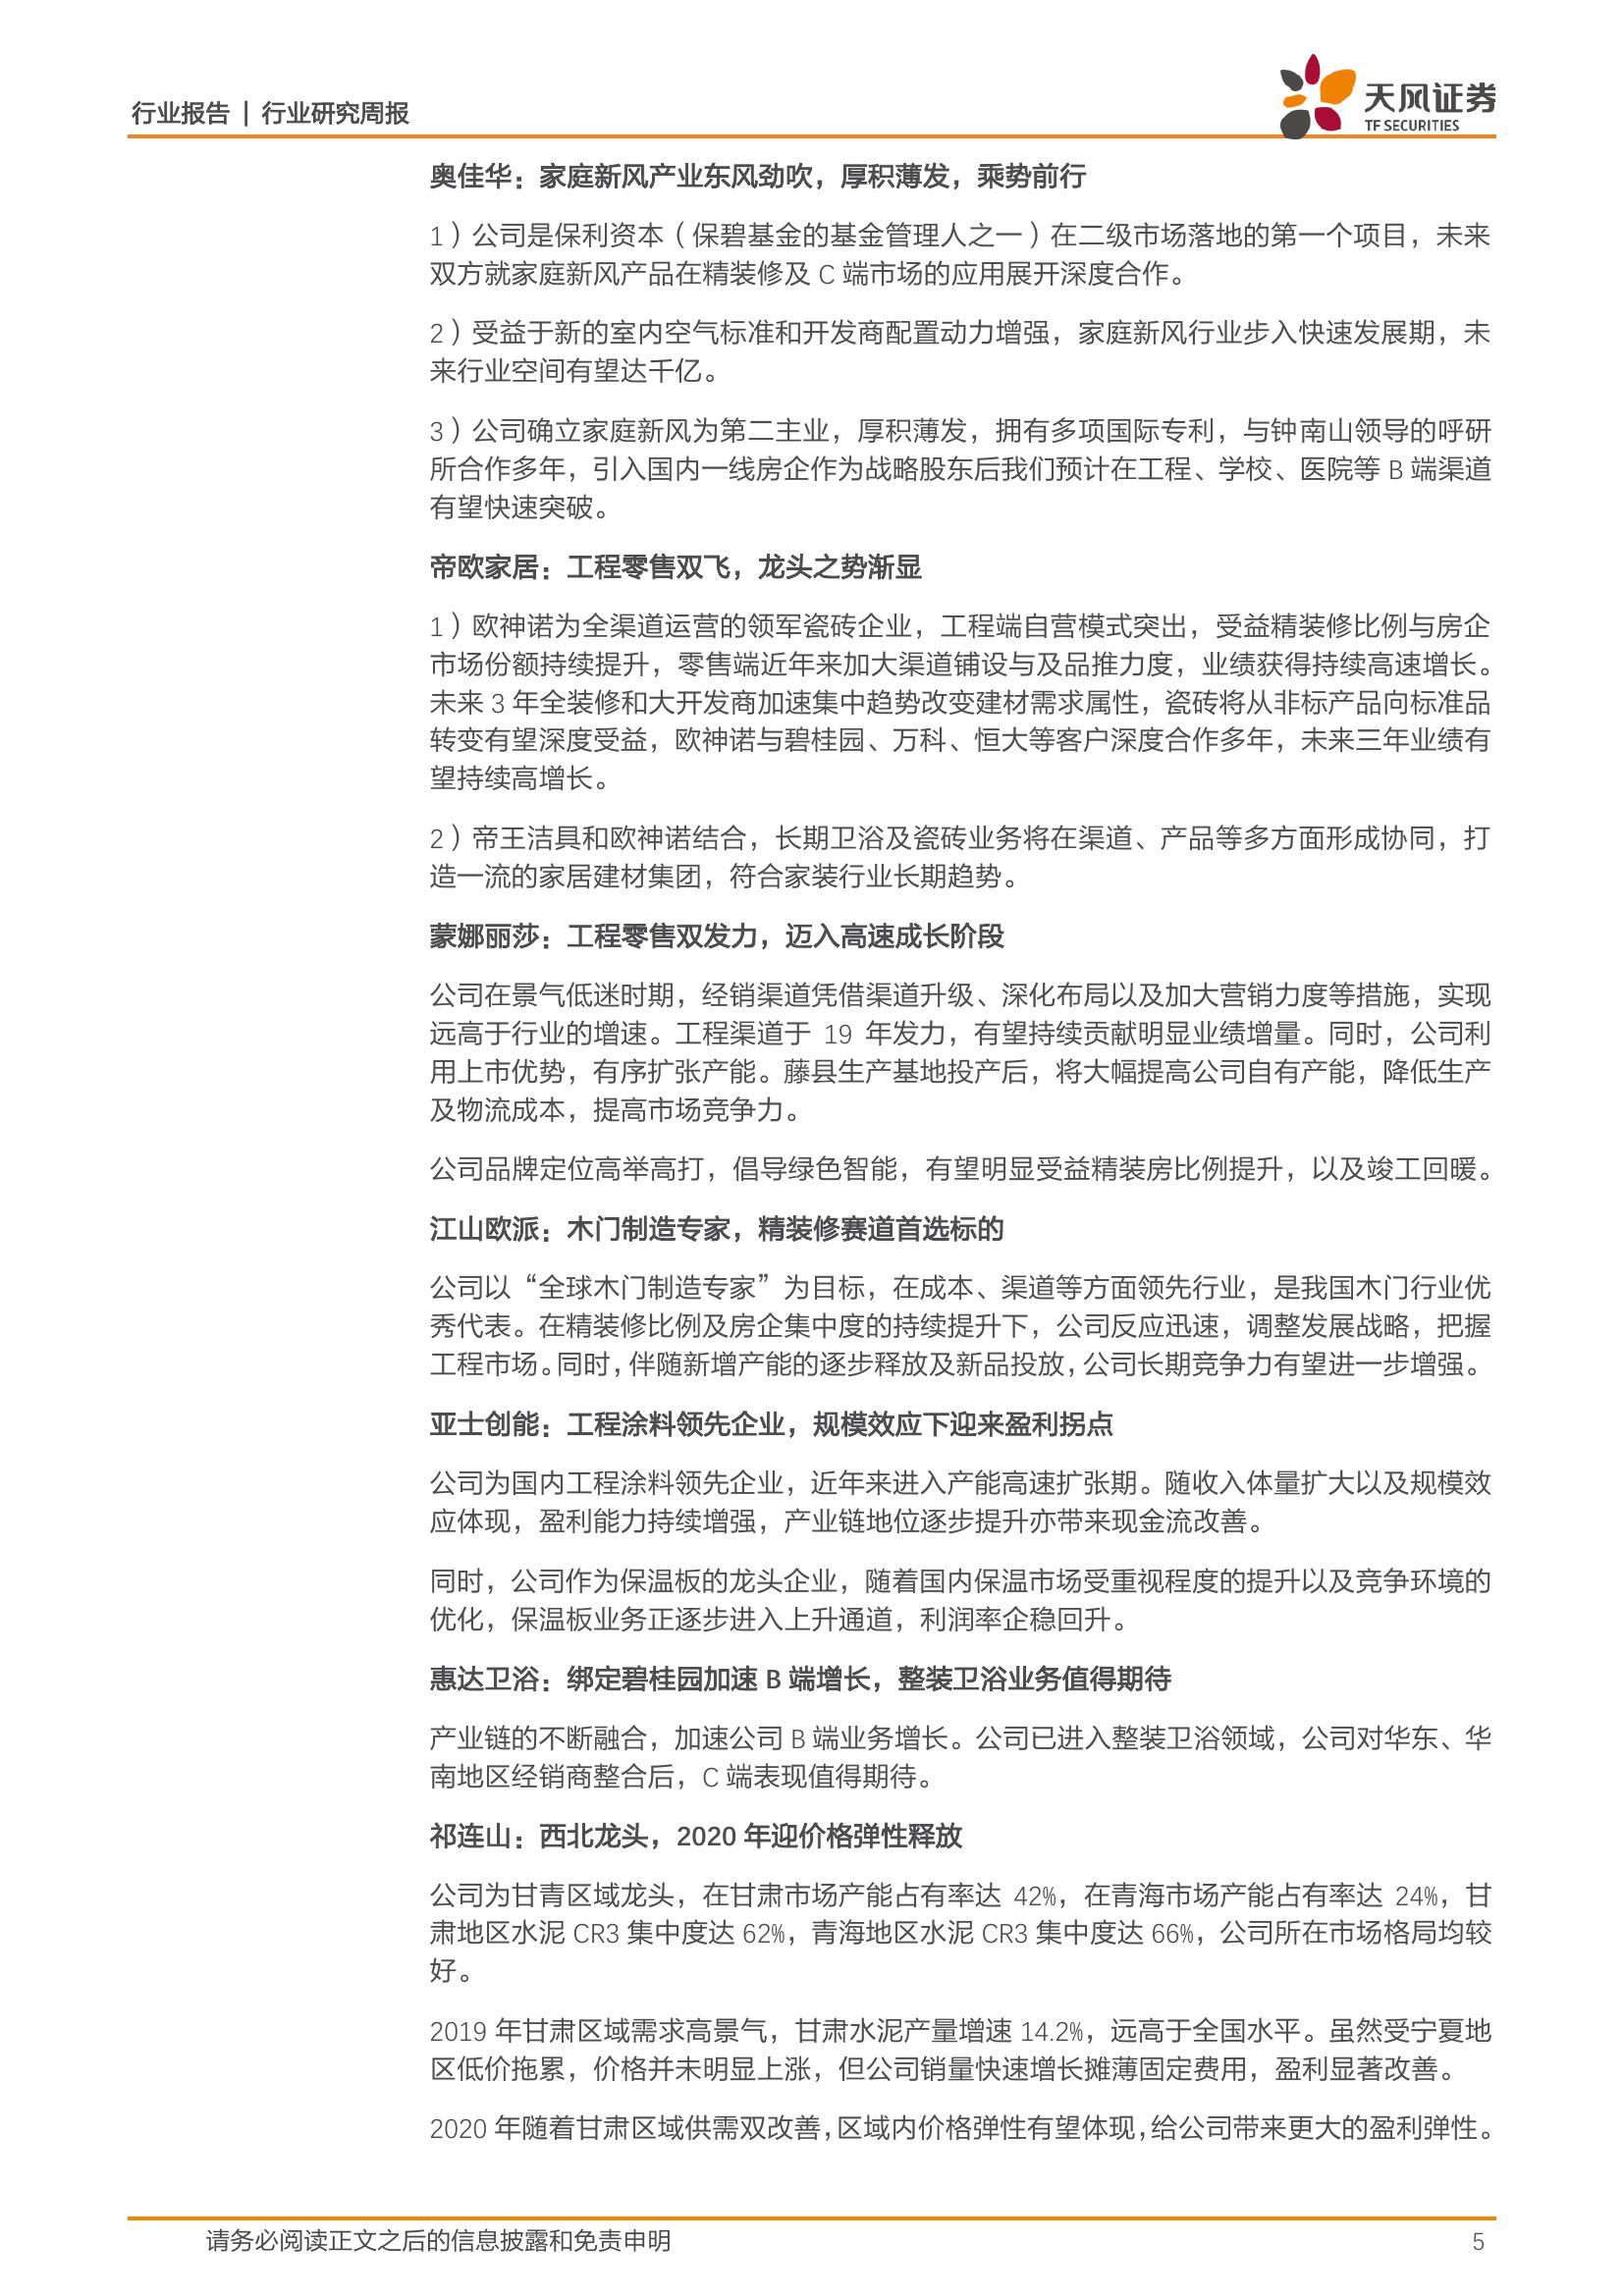 行业报告 | 行业研究周报
天风证券
TF SECURITIES
奥佳华：家庭新风产业东风劲吹，厚积薄发，乘势前行
1）公司是保利资本（保碧基金的基金管理人之一）在二级市场落地的第一个项目，未来
双方就家庭新风产品在精装修及 C 端市场的应用展开深度合作。
2）受益于新的室内空气标准和开发商配置动力增强，家庭新风行业步入快速发展期，未
来行业空间有望达千亿。
3）公司确立家庭新风为第二主业，厚积薄发，拥有多项国际专利，与钟南山领导的呼研
所合作多年，引入国内一线房企作为战略股东后我们预计在工程、学校、医院等 B 端渠道
有望快速突破。
帝欧家居：工程零售双飞，龙头之势渐显
1）欧神诺为全渠道运营的领军瓷砖企业，工程端自营模式突出，受益精装修比例与房企
市场份额持续提升，零售端近年来加大渠道铺设与及品推力度，业绩获得持续高速增长。
未来 3 年全装修和大开发商加速集中趋势改变建材需求属性，瓷砖将从非标产品向标准品
转变有望深度受益，欧神诺与碧桂园、万科、恒大等客户深度合作多年，未来三年业绩有
望持续高增长。
2）帝王洁具和欧神诺结合，长期卫浴及瓷砖业务将在渠道、产品等多方面形成协同，打
造一流的家居建材集团，符合家装行业长期趋势。
蒙娜丽莎：工程零售双发力，迈入高速成长阶段
公司在景气低迷时期，经销渠道凭借渠道升级、深化布局以及加大营销力度等措施，实现
远高于行业的增速。工程渠道于 19 年发力，有望持续贡献明显业绩增量。同时，公司利
用上市优势，有序扩张产能。藤县生产基地投产后，将大幅提高公司自有产能，降低生产
及物流成本，提高市场竞争力。
公司品牌定位高举高打，倡导绿色智能，有望明显受益精装房比例提升，以及竣工回暖。
江山欧派：木门制造专家，精装修赛道首选标的
公司以“全球木门制造专家”为目标，在成本、渠道等方面领先行业，是我国木门行业优
秀代表。在精装修比例及房企集中度的持续提升下，公司反应迅速，调整发展战略，把握
工程市场。同时，伴随新增产能的逐步释放及新品投放，公司长期竞争力有望进一步增强。
亚士创能：工程涂料领先企业，规模效应下迎来盈利拐点
公司为国内工程涂料领先企业，近年来进入产能高速扩张期。随收入体量扩大以及规模效
应体现，盈利能力持续增强，产业链地位逐步提升亦带来现金流改善。
同时，公司作为保温板的龙头企业，随着国内保温市场受重视程度的提升以及竞争环境的
优化，保温板业务正逐步进入上升通道，利润率企稳回升。
惠达卫浴：绑定碧桂园加速 B 端增长，整装卫浴业务值得期待
产业链的不断融合，加速公司 B 端业务增长。公司已进入整装卫浴领域，公司对华东、华
南地区经销商整合后，C 端表现值得期待。
祁连山：西北龙头，2020 年迎价格弹性释放
公司为甘青区域龙头，在甘肃市场产能占有率达 42%，在青海市场产能占有率达 24%，甘
肃地区水泥 CR3 集中度达 62%，青海地区水泥 CR3 集中度达 66%，公司所在市场格局均较
好。
2019 年甘肃区域需求高景气，甘肃水泥产量增速 14.2%，远高于全国水平。虽然受宁夏地
区低价拖累，价格并未明显上涨，但公司销量快速增长摊薄固定费用，盈利显著改善。
2020 年随着甘肃区域供需双改善，区域内价格弹性有望体现，给公司带来更大的盈利弹性。
请务必阅读正文之后的信息披露和免责申明
5